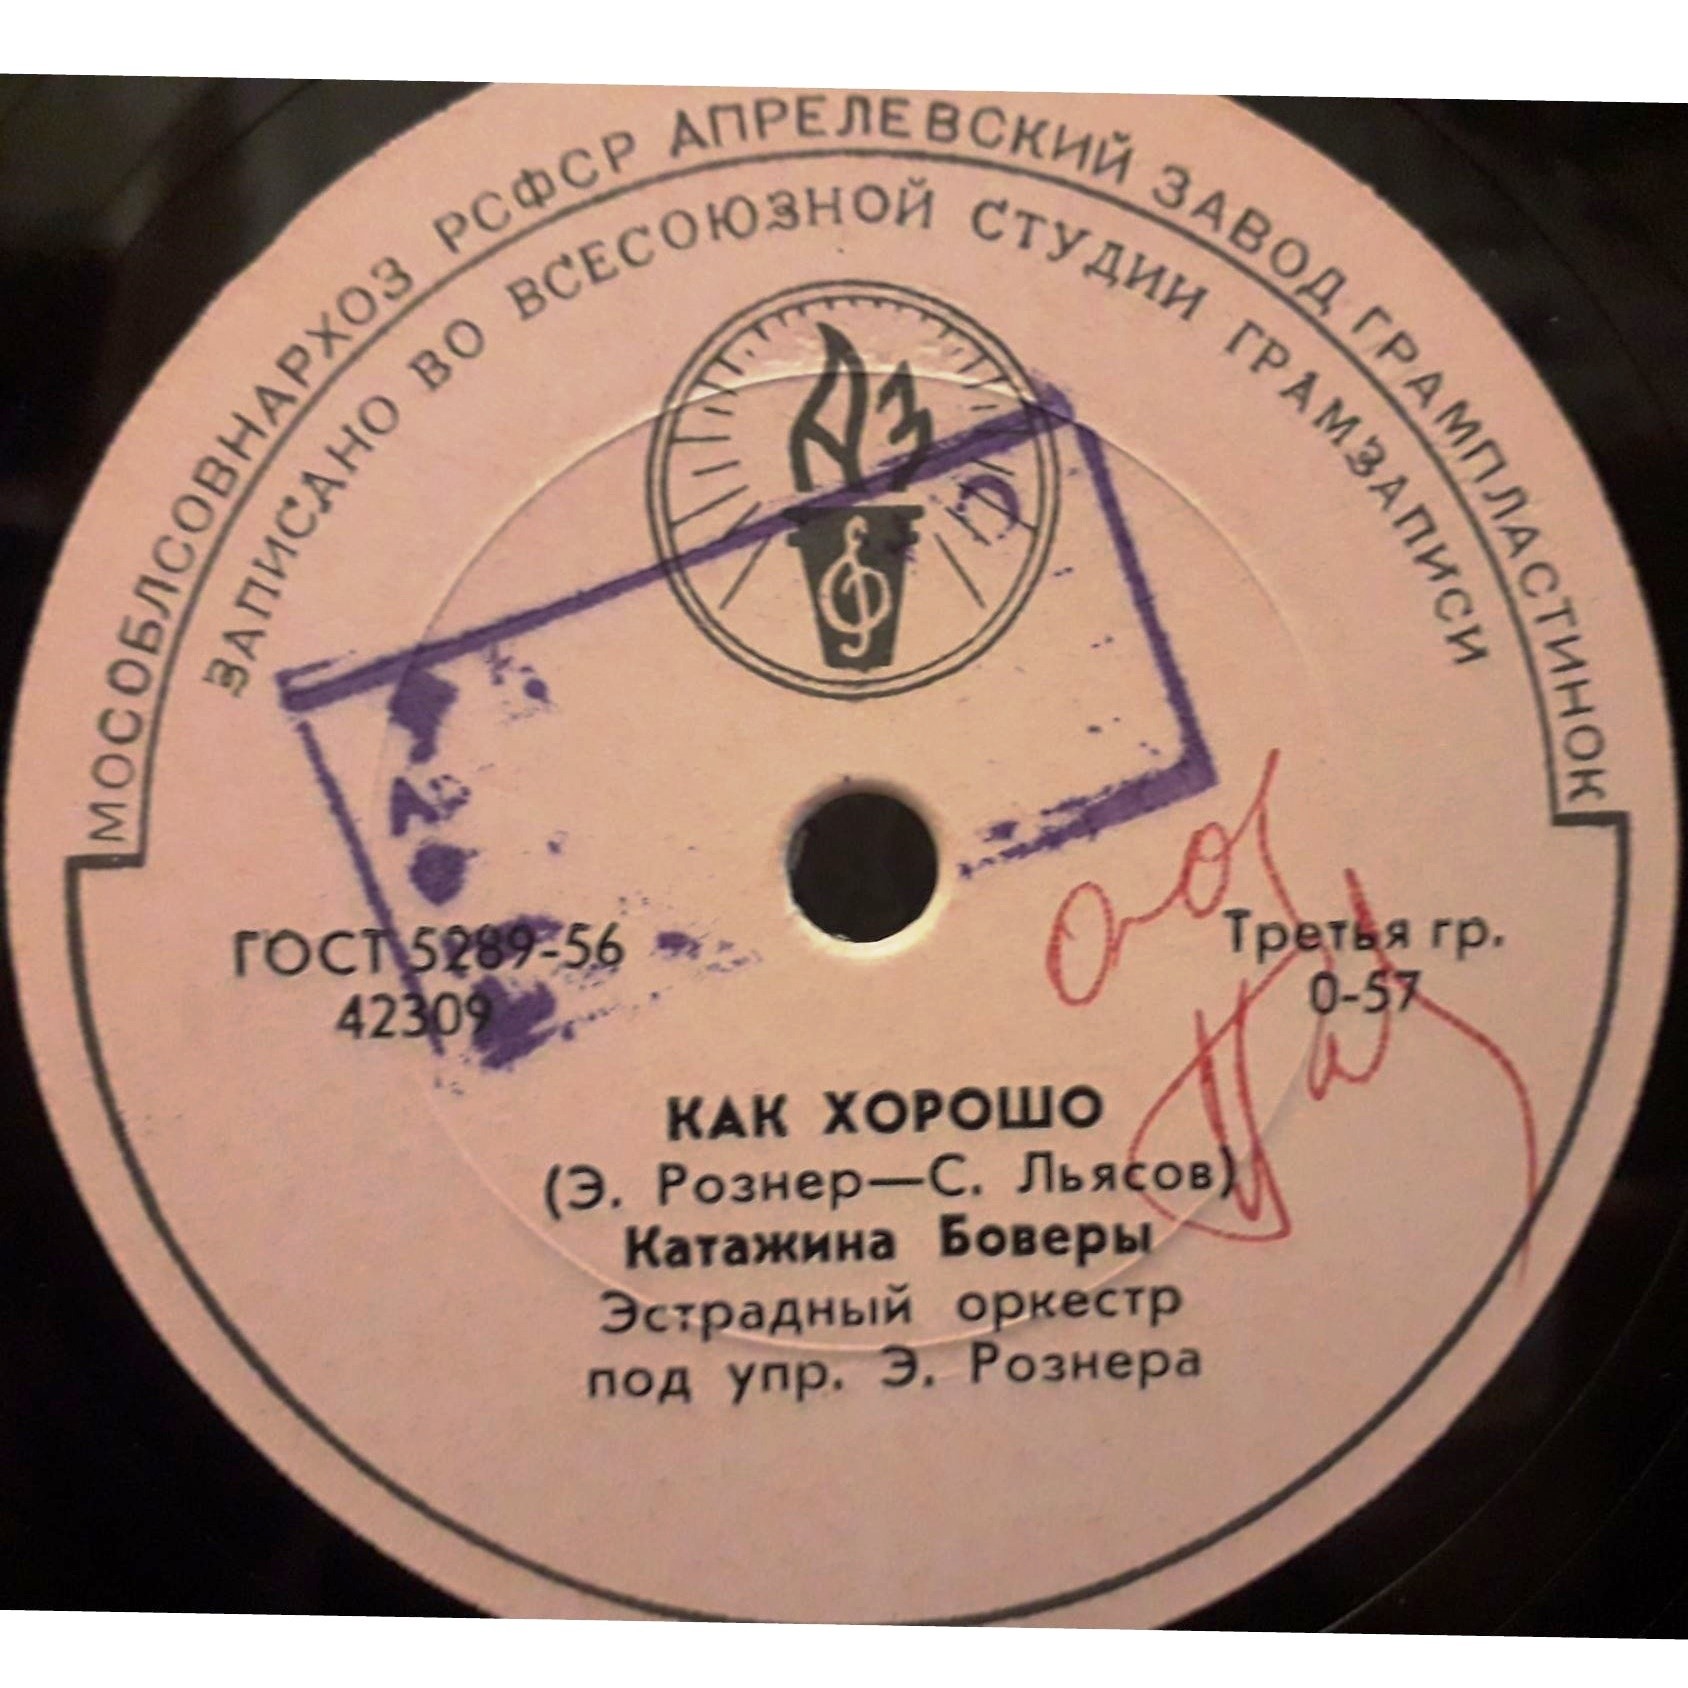 МОСОБЛСОВНАРХОЗ РСФСР АПРЕЛЕВСКИЙ ЗАВОД ГРАМПЛАСТИНОК
ЗАПИСАНО ВО ВСЕСОЮЗНОЙ СТУДИИ ГРАМЗАПИСИ
АЗ
ГОСТ 5289-56
42309
Третья гр.
0-57
КАК ХОРОШО
(Э. Рознер—С. Льясов)
Катажина Боверы
Эстрадный оркестр
под упр. Э. Рознера